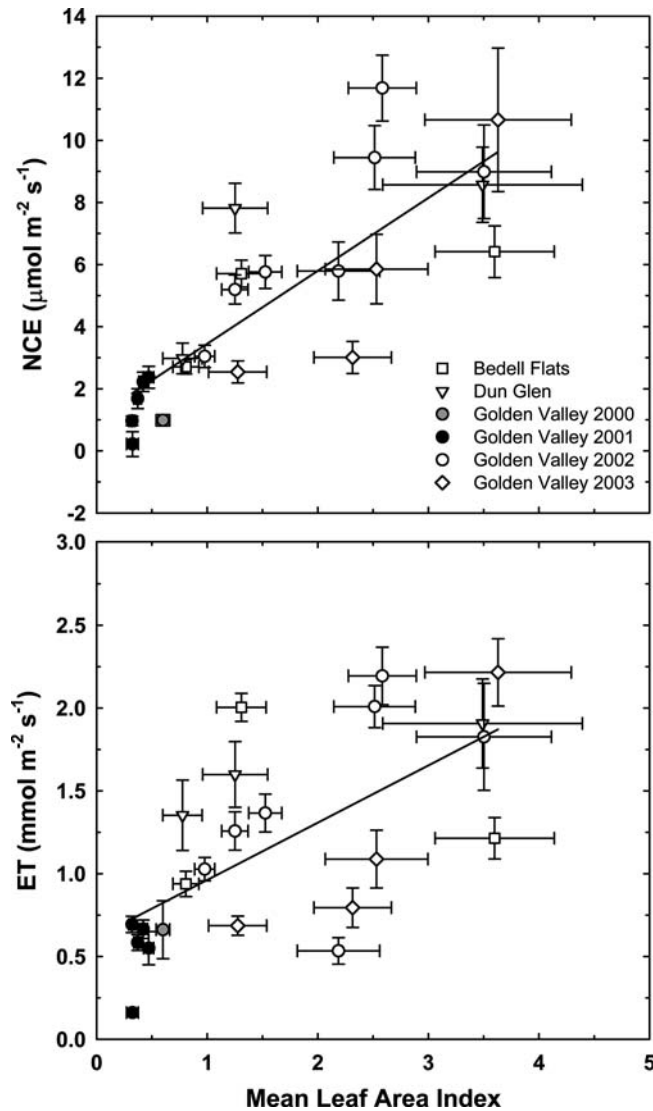 14
12
10
8
6
4
2
0
-2
NCE (μmol m⁻² s⁻¹)
Bedell Flats
Dun Glen
Golden Valley 2000
Golden Valley 2001
Golden Valley 2002
Golden Valley 2003
3.0
2.5
2.0
1.5
1.0
0.5
0.0
ET (mmol m⁻² s⁻¹)
0 1 2 3 4 5
Mean Leaf Area Index